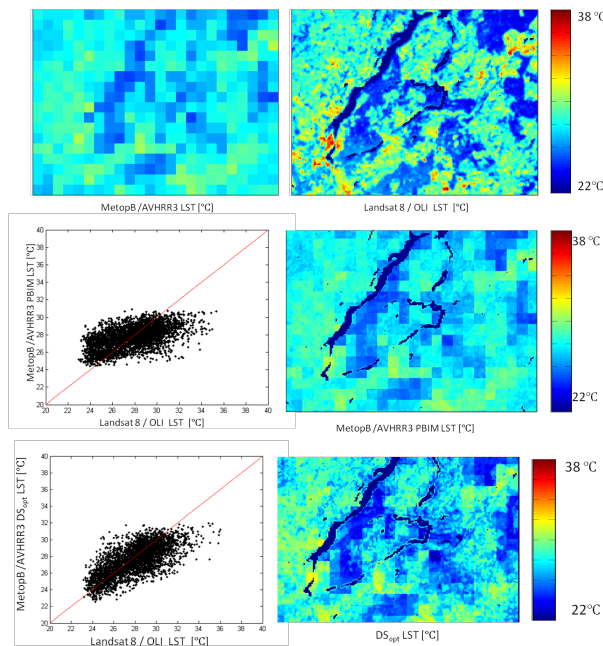 38 ℃
22℃
MetopB /AVHRR3 LST [℃]
Landsat 8 / OLI LST [℃]
MetopB /AVHRR3 PBIM LST [℃]
40
38
36
34
32
30
28
26
24
22
20
20 22 24 26 28 30 32 34 36 38 40
Landsat 8 / OLI LST [℃]
38 ℃
22℃
MetopB/AVHRR3 PBIM LST [℃]
MetopB /AVHRR3 DSopt LST [℃]
40
38
36
34
32
30
28
26
24
22
20
20 22 24 26 28 30 32 34 36 38 40
Landsat 8 / OLI LST [℃]
38 ℃
22℃
DSopt LST [℃]